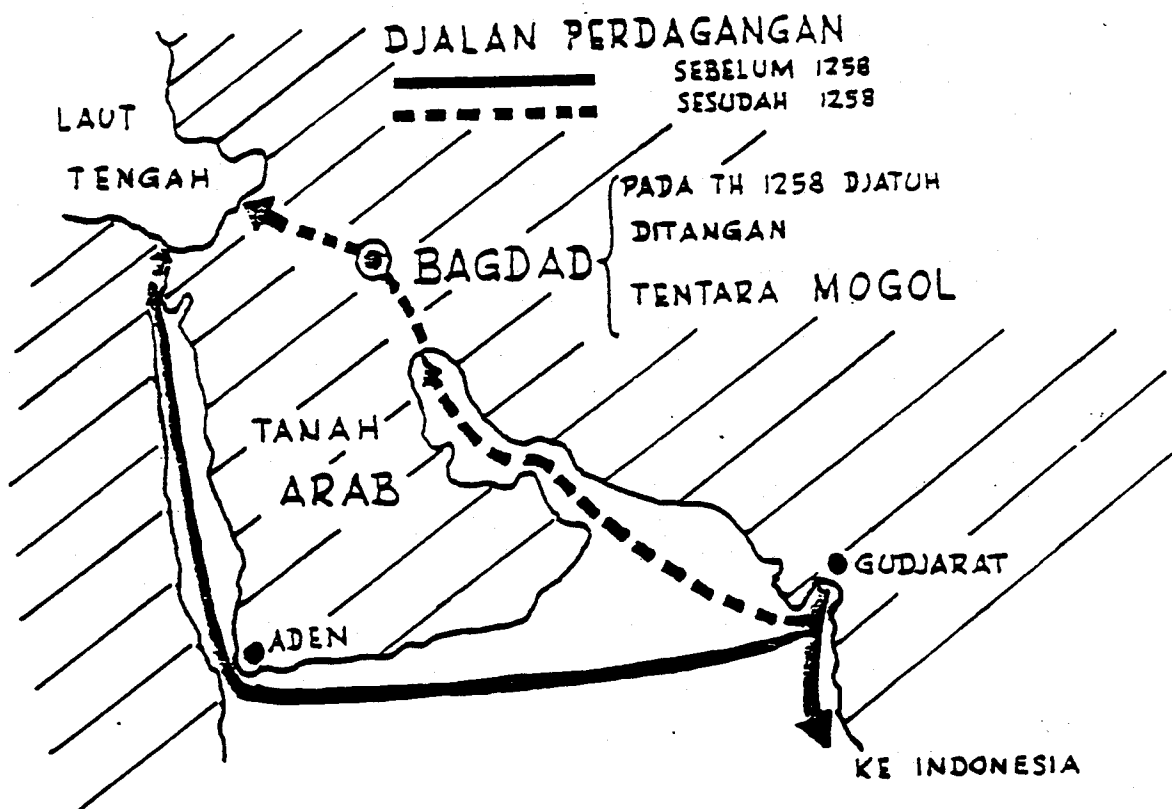 DJALAN PERDAGANGAN
SEBELUM 1258
SESUDAH 1258
LAUT
TENGAH
PADA TH 1258 DJATUH
DITANGAN
TENTARA MOGOL
BAGDAD
TANAH
ARAB
GUDJARAT
ADEN
KE INDONESIA